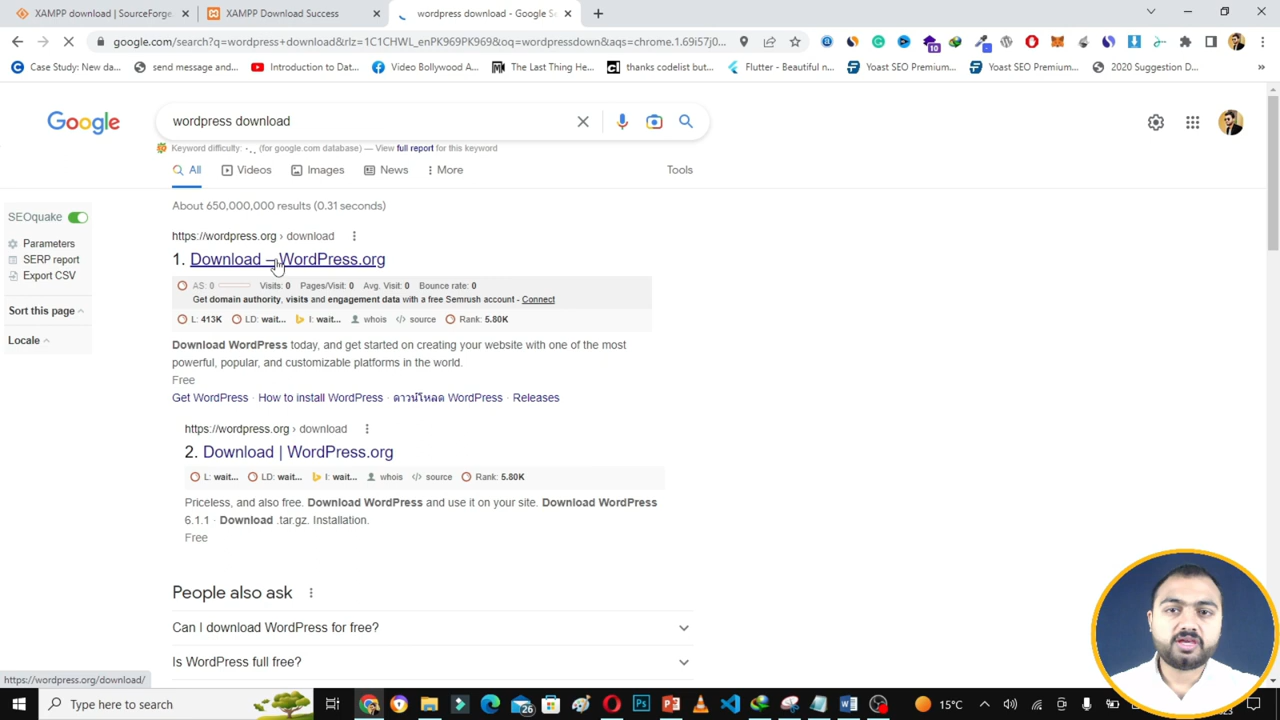 XAMPP download | SourceForge.
XAMPP Download Success
wordpress download - Google Se
google.com/search?q=wordpress+download&rlz=1C1CHWL_enPK969PK969&oq=wordpressdown&aqs=chrome.1.69i57j0...
10
Case Study: New da...
send message and...
Introduction to Dat...
Video Bollywood A...
The Last Thing He...
thanks codelist but...
Flutter - Beautiful n...
Yoast SEO Premium...
Yoast SEO Premium...
2020 Suggestion D...
Google
wordpress download
Keyword difficulty: -.. (for google.com database) — View full report for this keyword
All
Videos
Images
News
More
Tools
About 650,000,000 results (0.31 seconds)
SEOquake
Parameters
SERP report
Export CSV
Sort this page
Locale
https://wordpress.org › download
1. Download – WordPress.org
AS: 0 Visits: 0 Pages/Visit: 0 Avg. Visit: 0 Bounce rate: 0
Get domain authority, visits and engagement data with a free Semrush account - Connect
L: 413K LD: wait... I: wait... whois source Rank: 5.80K
Download WordPress today, and get started on creating your website with one of the most
powerful, popular, and customizable platforms in the world.
Free
Get WordPress · How to install WordPress · ดาวน์โหลด WordPress · Releases
https://wordpress.org › download
2. Download | WordPress.org
L: wait... LD: wait... I: wait... whois source Rank: 5.80K
Priceless, and also free. Download WordPress and use it on your site. Download WordPress
6.1.1 · Download .tar.gz. Installation.
Free
People also ask
Can I download WordPress for free?
Is WordPress full free?
https://wordpress.org/download/
Type here to search
26
15°C